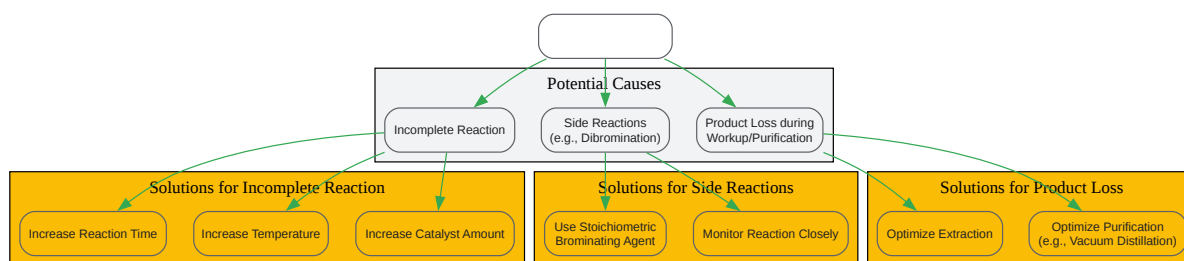 Potential Causes
Incomplete Reaction
Side Reactions
(e.g., Dibromination)
Product Loss during
Workup/Purification
Solutions for Incomplete Reaction
Increase Reaction Time
Increase Temperature
Increase Catalyst Amount
Solutions for Side Reactions
Use Stoichiometric
Brominating Agent
Monitor Reaction Closely
Solutions for Product Loss
Optimize Extraction
Optimize Purification
(e.g., Vacuum Distillation)